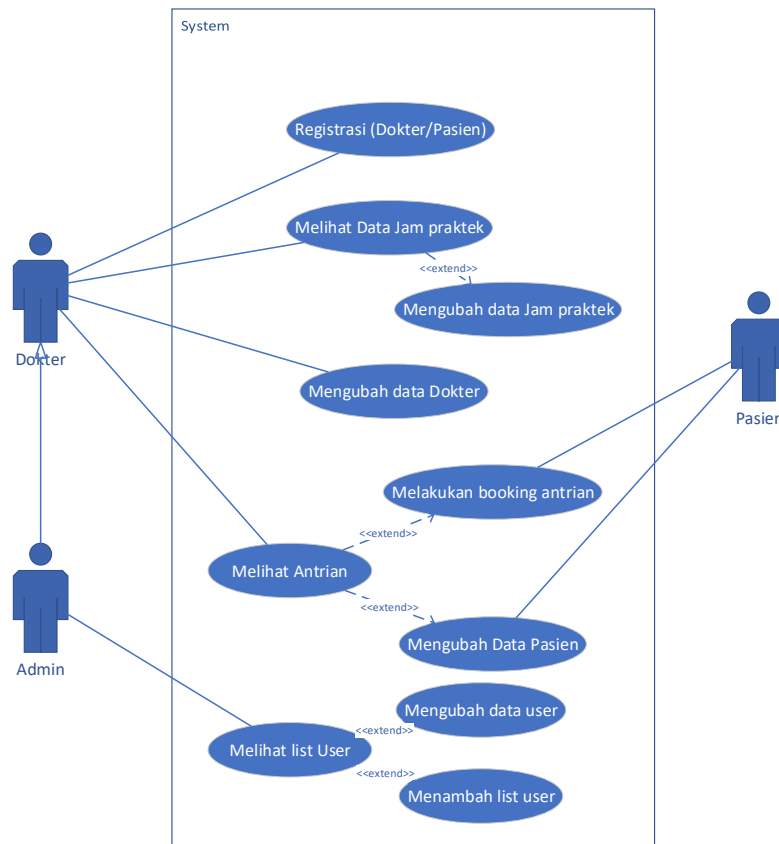 System
Registrasi (Dokter/Pasien)
Melihat Data Jam praktek
<<extend>>
Mengubah data Jam praktek
Dokter
Pasien
Mengubah data Dokter
Melakukan booking antrian
<<extend>>
Melihat Antrian
<<extend>>
Mengubah Data Pasien
Admin
Mengubah data user
<<extend>>
Melihat list User
<<extend>>
Menambah list user